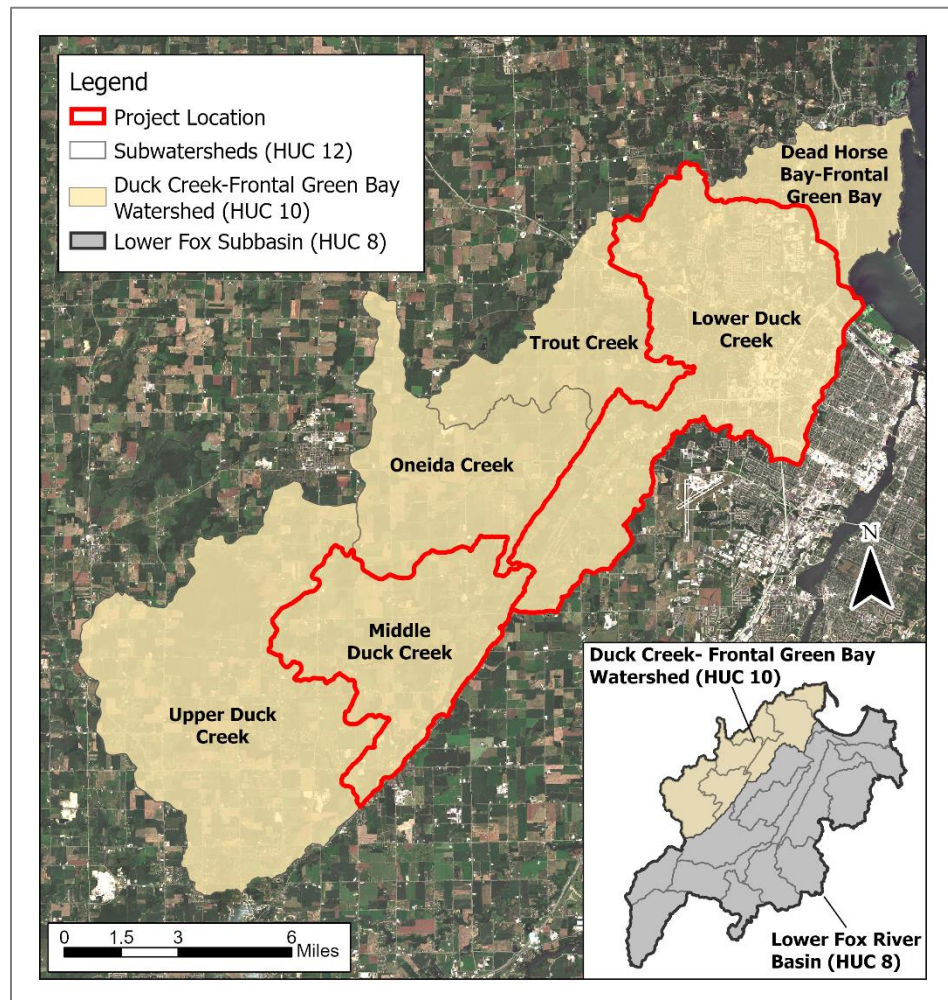 Legend
Project Location
Subwatersheds (HUC 12)
Duck Creek-Frontal Green Bay
Watershed (HUC 10)
Lower Fox Subbasin (HUC 8)
Dead Horse
Bay-Frontal
Green Bay
Lower Duck
Creek
Trout Creek
Oneida Creek
Middle
Duck Creek
Upper Duck
Creek
N
0 1.5 3 6
Miles
Duck Creek- Frontal Green Bay
Watershed (HUC 10)
Lower Fox River
Basin (HUC 8)